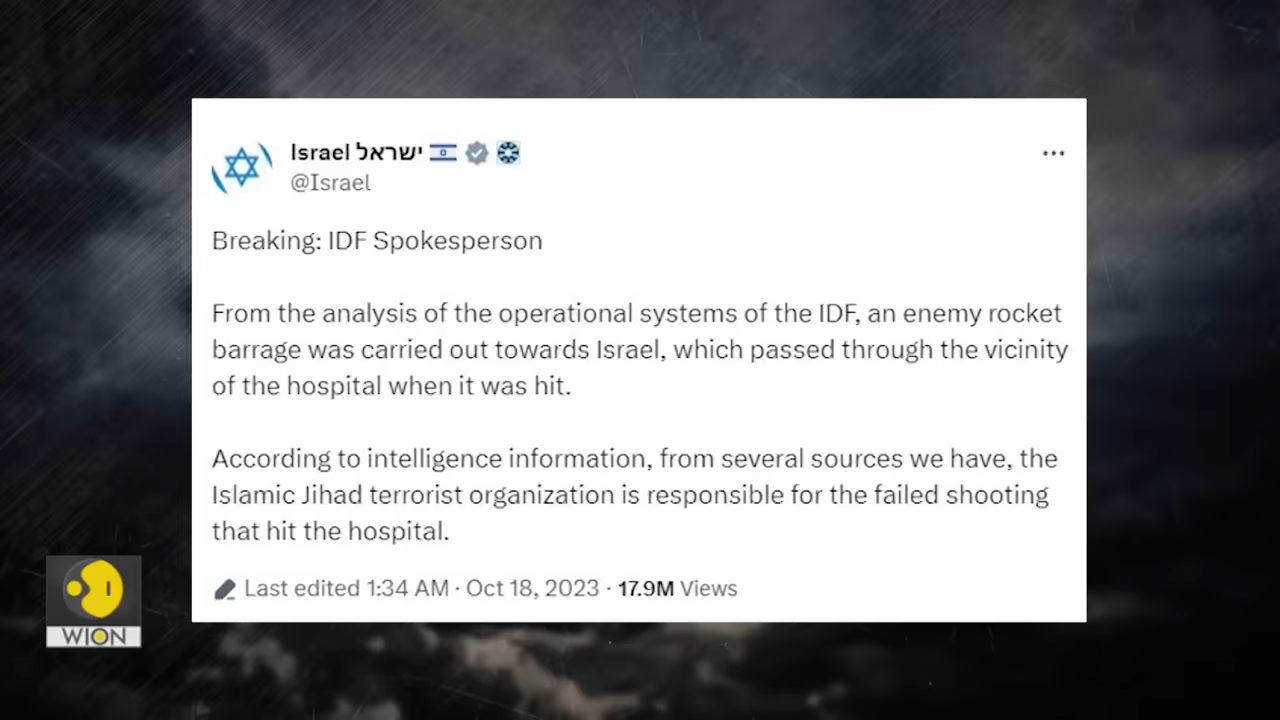 Israel ישראל
@Israel
Breaking: IDF Spokesperson
From the analysis of the operational systems of the IDF, an enemy rocket
barrage was carried out towards Israel, which passed through the vicinity
of the hospital when it was hit.
According to intelligence information, from several sources we have, the
Islamic Jihad terrorist organization is responsible for the failed shooting
that hit the hospital.
Last edited 1:34 AM · Oct 18, 2023 · 17.9M Views
WION